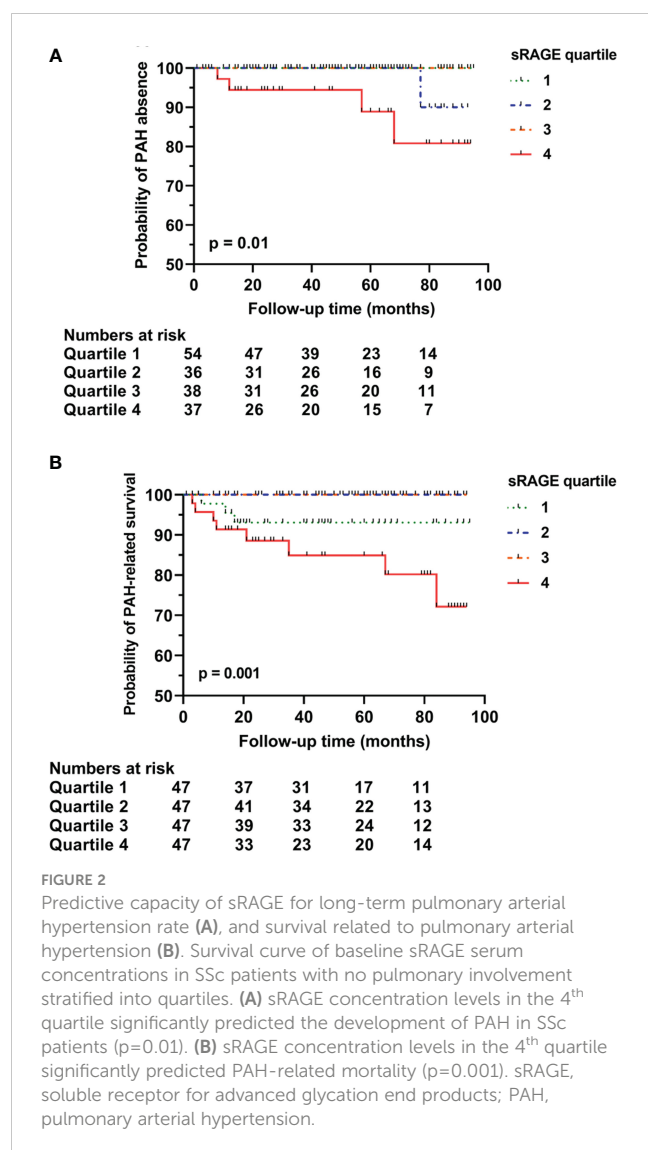 A
sRAGE quartile
1
2
3
4
Probability of PAH absence
100
90
80
70
60
50
p = 0.01
0 20 40 60 80 100
Follow-up time (months)
Numbers at risk
Quartile 1 54 47 39 23 14
Quartile 2 36 31 26 16 9
Quartile 3 38 31 26 20 11
Quartile 4 37 26 20 15 7
B
sRAGE quartile
1
2
3
4
Probability of PAH-related survival
100
90
80
70
60
50
p = 0.001
0 20 40 60 80 100
Follow-up time (months)
Numbers at risk
Quartile 1 47 37 31 17 11
Quartile 2 47 41 34 22 13
Quartile 3 47 39 33 24 12
Quartile 4 47 33 23 20 14
FIGURE 2
Predictive capacity of sRAGE for long-term pulmonary arterial
hypertension rate (A), and survival related to pulmonary arterial
hypertension (B). Survival curve of baseline sRAGE serum
concentrations in SSc patients with no pulmonary involvement
stratified into quartiles. (A) sRAGE concentration levels in the 4th
quartile significantly predicted the development of PAH in SSc
patients (p=0.01). (B) sRAGE concentration levels in the 4th quartile
significantly predicted PAH-related mortality (p=0.001). sRAGE,
soluble receptor for advanced glycation end products; PAH,
pulmonary arterial hypertension.